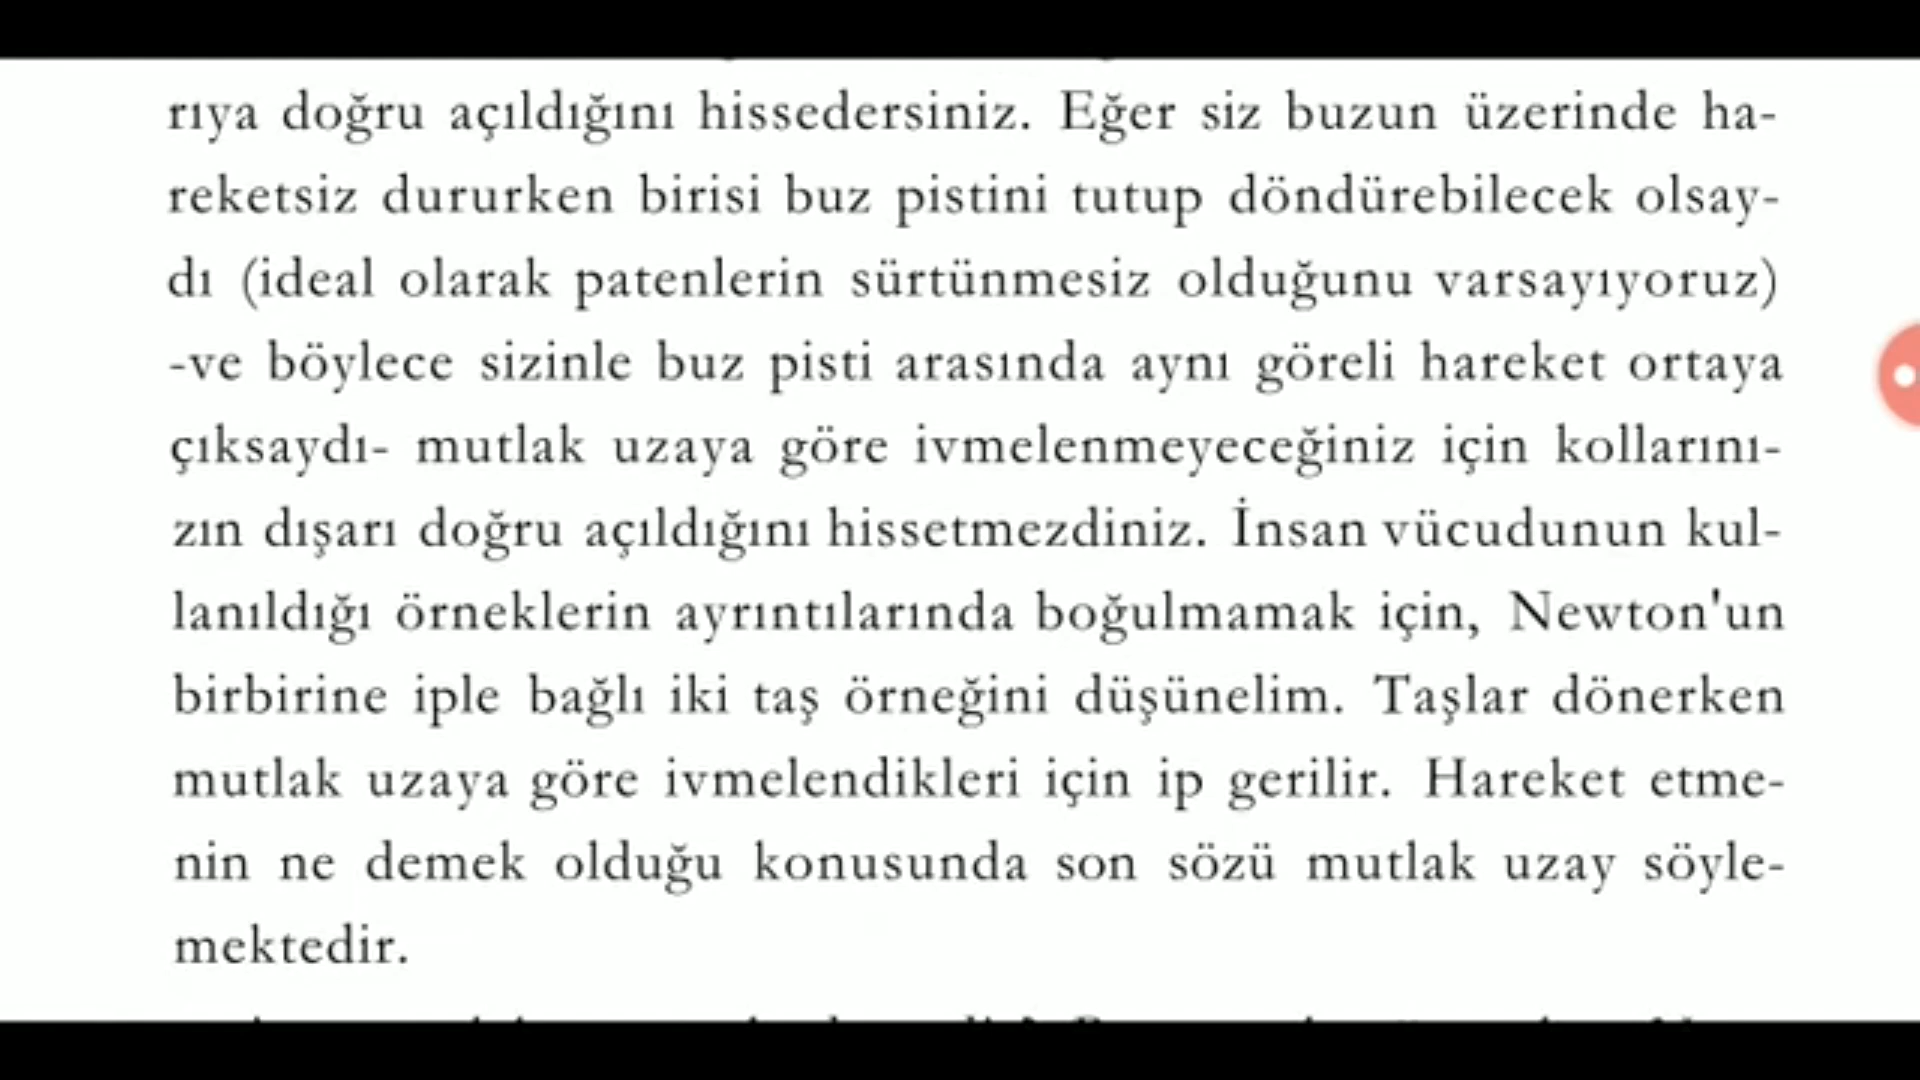 rıya doğru açıldığını hissedersiniz. Eğer siz buzun üzerinde ha-
reketsiz dururken birisi buz pistini tutup döndürebilecek olsay-
dı (ideal olarak patenlerin sürtünmesiz olduğunu varsayıyoruz)
-ve böylece sizinle buz pisti arasında aynı göreli hareket ortaya
çıksaydı- mutlak uzaya göre ivmelenmeyeceğiniz için kollarını-
zın dışarı doğru açıldığını hissetmezdiniz. İnsan vücudunun kul-
lanıldığı örneklerin ayrıntılarında boğulmamak için, Newton'un
birbirine iple bağlı iki taş örneğini düşünelim. Taşlar dönerken
mutlak uzaya göre ivmelendikleri için ip gerilir. Hareket etme-
nin ne demek olduğu konusunda son sözü mutlak uzay söyle-
mektedir.